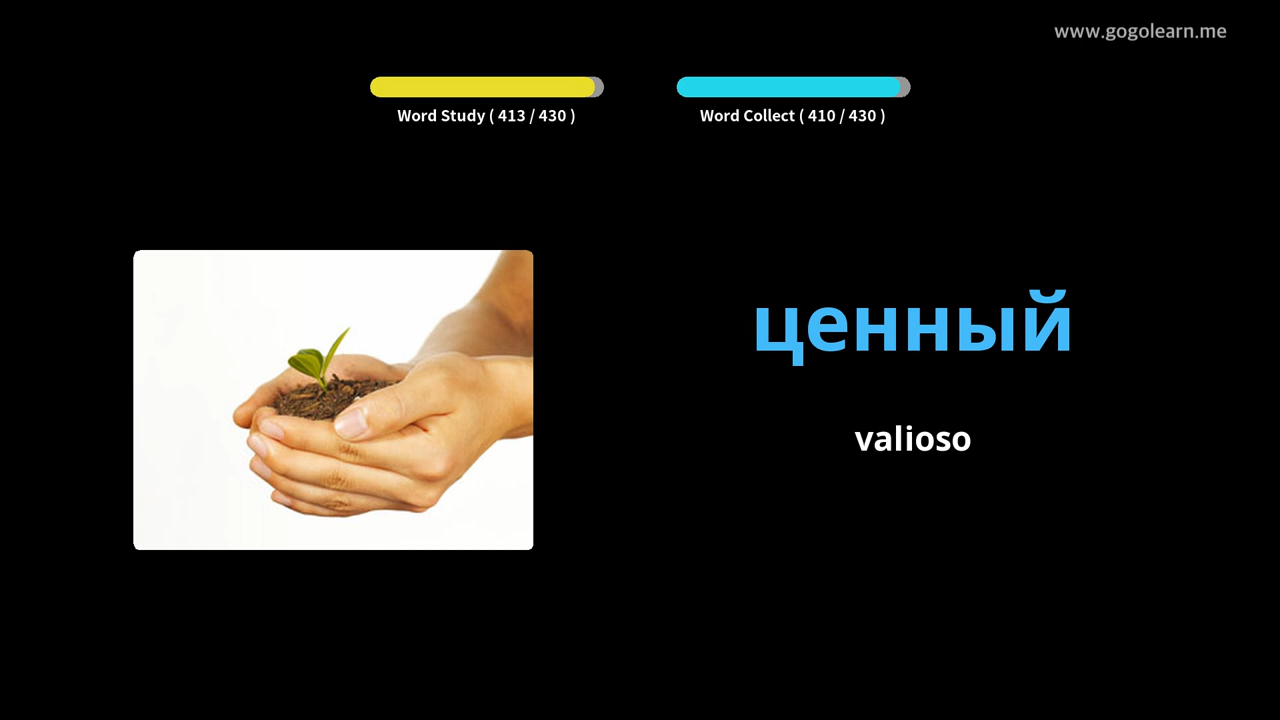 www.gogolearn.me
Word Study ( 413 / 430 )
Word Collect ( 410 / 430 )
ценный
valioso